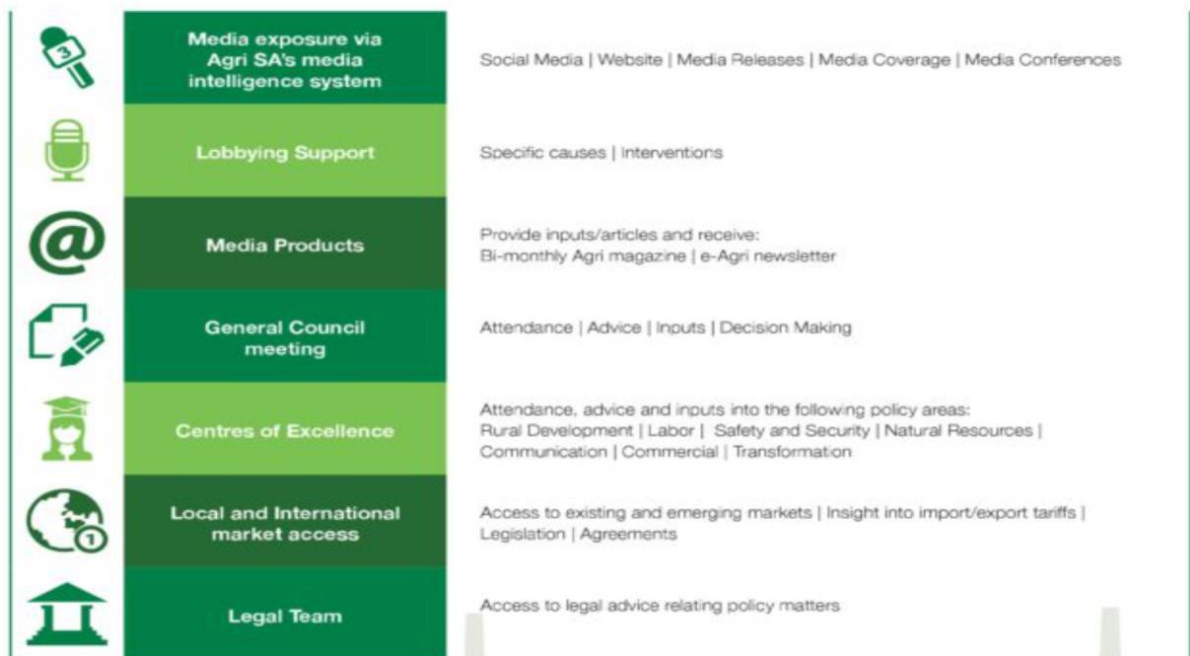 3
Media exposure via
Agri SA's media
intelligence system
Social Media | Website | Media Releases | Media Coverage | Media Conferences
Lobbying Support
Specific causes | Interventions
@
Media Products
Provide inputs/articles and receive:
Bi-monthly Agri magazine | e-Agri newsletter
General Council
meeting
Attendance | Advice | Inputs | Decision Making
Centres of Excellence
Attendance, advice and inputs into the following policy areas:
Rural Development | Labor | Safety and Security | Natural Resources |
Communication | Commercial | Transformation
1
Local and International
market access
Access to existing and emerging markets | Insight into import/export tariffs |
Legislation | Agreements
Legal Team
Access to legal advice relating policy matters